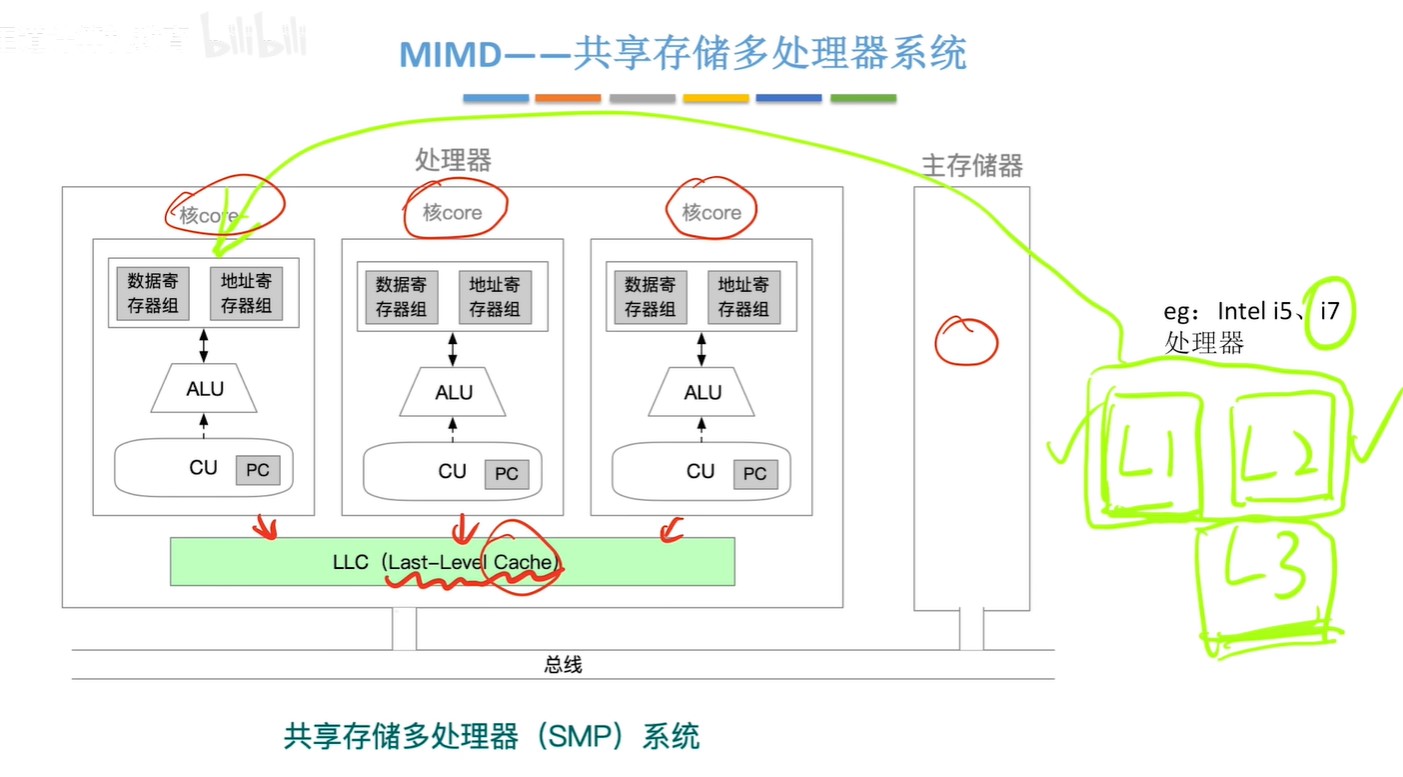 bilibili
MIMD——共享存储多处理器系统
处理器
主存储器
核core
核core
核core
数据寄
存器组
地址寄
存器组
数据寄
存器组
地址寄
存器组
数据寄
存器组
地址寄
存器组
ALU
ALU
ALU
CU
PC
CU
PC
CU
PC
LLC（Last-Level Cache）
eg：Intel i5、i7
处理器
L1
L2
L3
总线
共享存储多处理器（SMP）系统